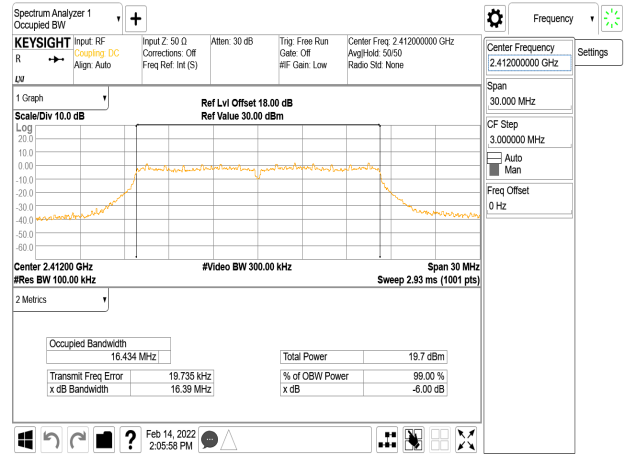 Spectrum Analyzer 1
Occupied BW
Frequency
KEYSIGHT
R
LXI
Input: RF
Coupling: DC
Align: Auto
Input Z: 50 Ω
Corrections: Off
Freq Ref: Int (S)
Atten: 30 dB
Trig: Free Run
Gate: Off
#IF Gain: Low
Center Freq: 2.412000000 GHz
Avg|Hold: 50/50
Radio Std: None
Center Frequency
2.412000000 GHz
Settings
Span
30.000 MHz
CF Step
3.000000 MHz
Auto
Man
Freq Offset
0 Hz
1 Graph
Scale/Div 10.0 dB
Ref Lvl Offset 18.00 dB
Ref Value 30.00 dBm
Log
20.0
10.0
0.00
-10.0
-20.0
-30.0
-40.0
-50.0
-60.0
Center 2.41200 GHz
#Res BW 100.00 kHz
#Video BW 300.00 kHz
Span 30 MHz
Sweep 2.93 ms (1001 pts)
2 Metrics
Occupied Bandwidth
16.434 MHz
Total Power 19.7 dBm
Transmit Freq Error 19.735 kHz
% of OBW Power 99.00 %
x dB Bandwidth 16.39 MHz
x dB -6.00 dB
?
Feb 14, 2022
2:05:58 PM